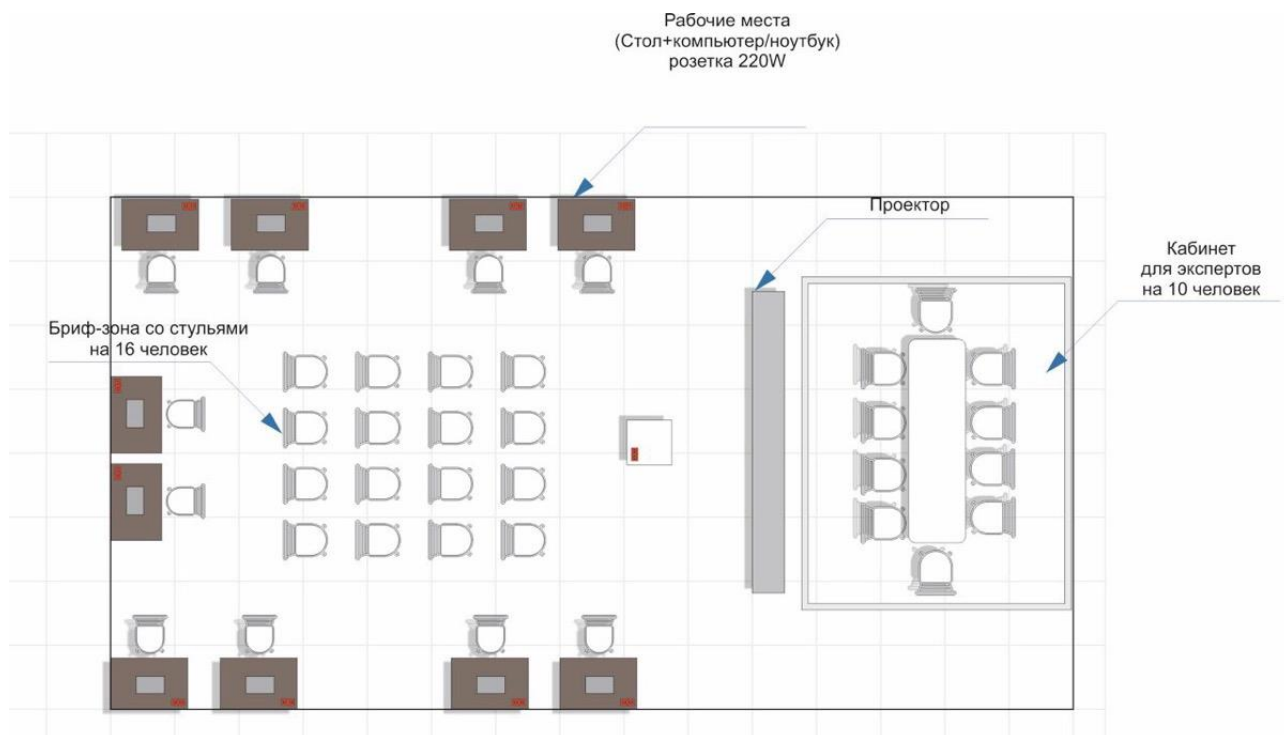 Рабочие места
(Стол+компьютер/ноутбук)
розетка 220W
Проектор
Кабинет
для экспертов
на 10 человек
Бриф-зона со стульями
на 16 человек